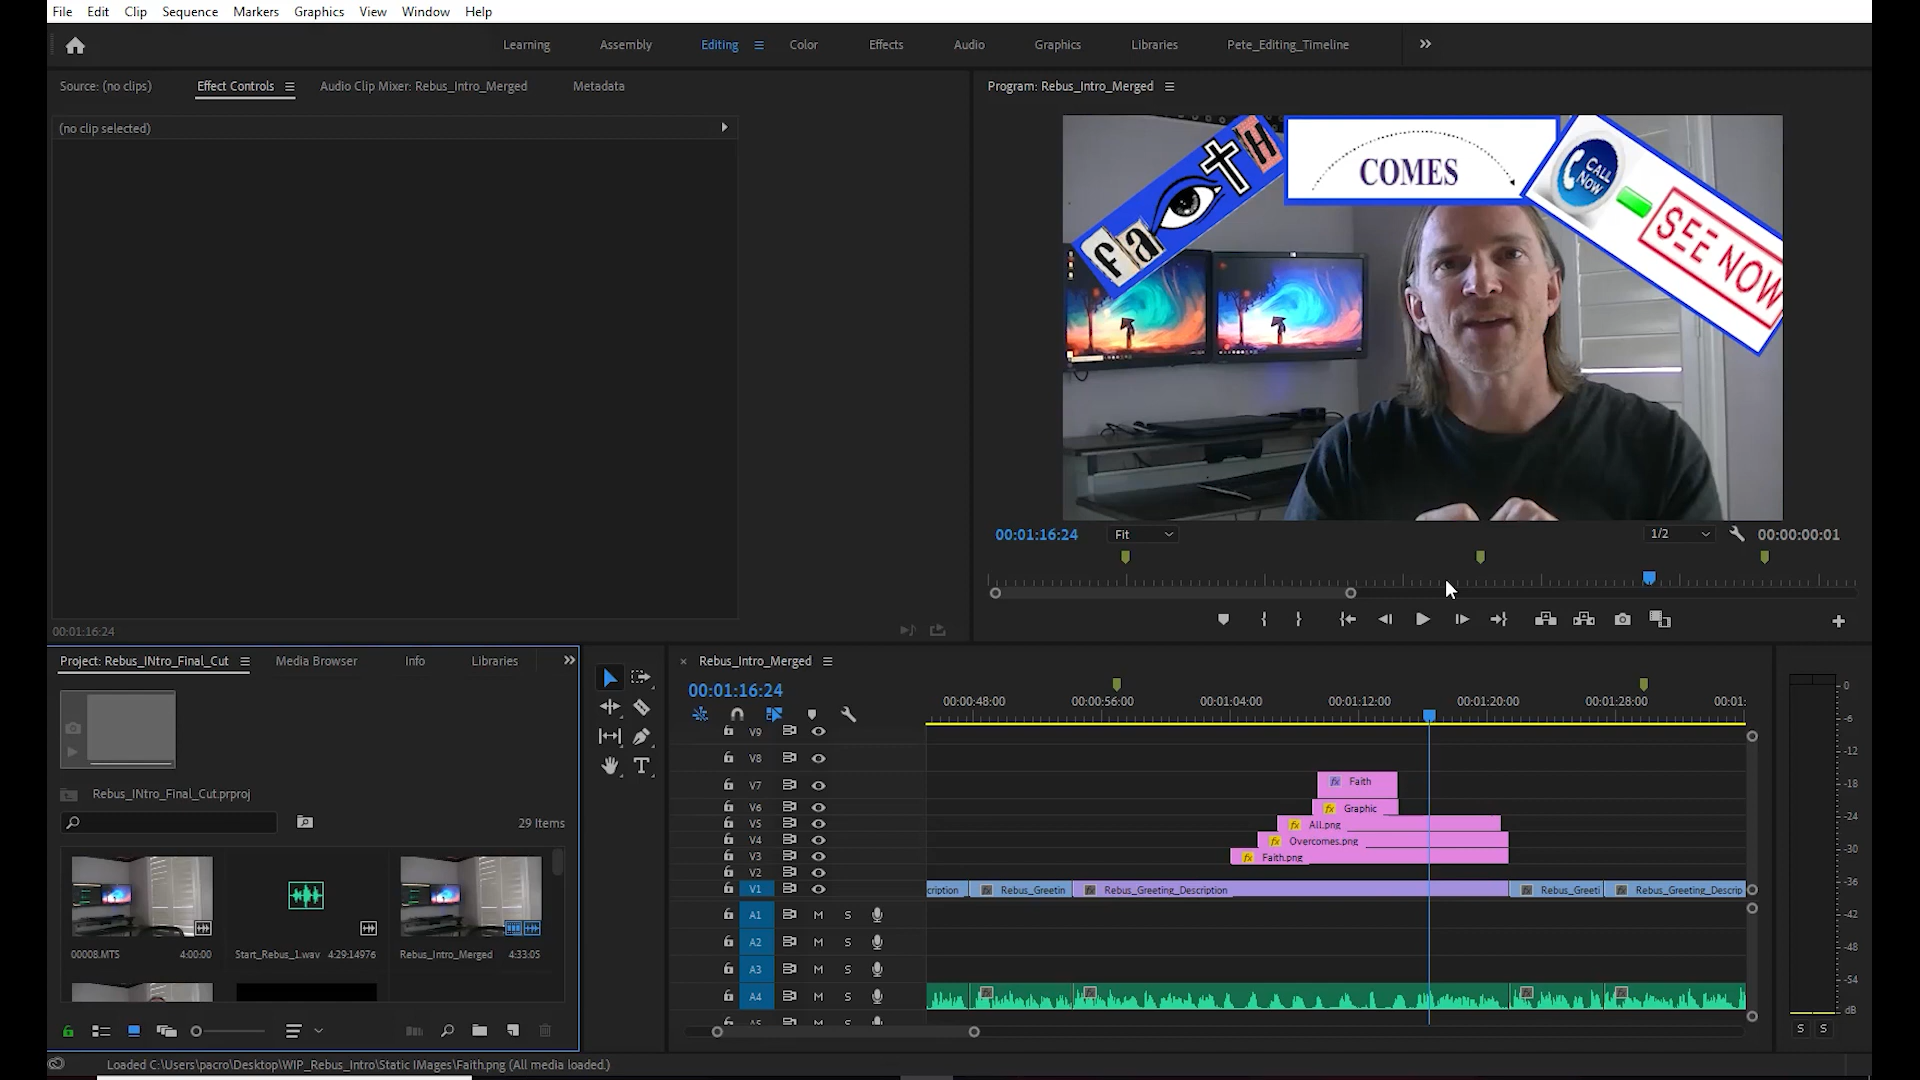 File Edit Clip Sequence Markers Graphics View Window Help
Learning Assembly Editing Color Effects Audio Graphics Libraries Pete_Editing_Timeline
Source: (no clips) Effect Controls Audio Clip Mixer: Rebus_Intro_Merged Metadata
Program: Rebus_Intro_Merged
(no clip selected)
fa tH
COMES
CALL
NOW
SEE NOW
00:01:16:24 Fit 1/2 00:00:00:01
00:01:16:24
Project: Rebus_INtro_Final_Cut Media Browser Info Libraries
Rebus_INtro_Final_Cut.prproj
29 Items
00008.MTS 4:00:00
Start_Rebus_1.wav 4:29:14976
Rebus_Intro_Merged 4:33:05
Rebus_Intro_Merged
00:01:16:24
00:00:48:00 00:00:56:00 00:01:04:00 00:01:12:00 00:01:20:00 00:01:28:00 00:01:
V9
V8
V7 Faith
V6 Graphic
V5 All.png
V4 Overcomes.png
V3 Faith.png
V2
V1 cription Rebus_Greetin Rebus_Greeting_Description Rebus_Greeti Rebus_Greeting_Descrip
A1 M S
A2 M S
A3 M S
A4 M S
A5
0
-6
-12
-18
-24
-30
-36
-42
-48
-54
dB
S S
Loaded C:\Users\pacro\Desktop\WIP_Rebus_Intro\Static IMages\Faith.png (All media loaded.)